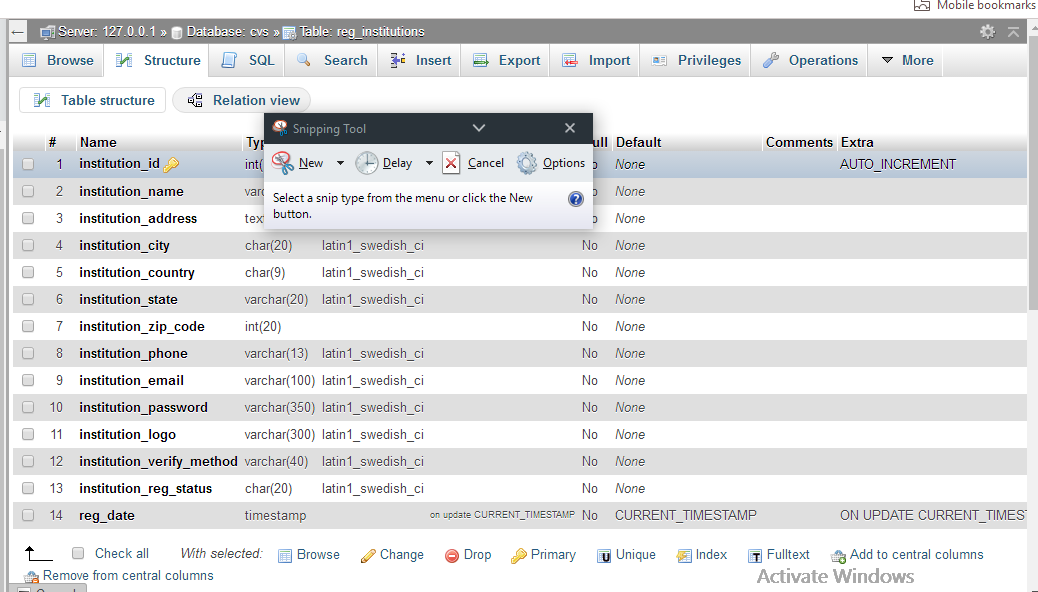 Mobile bookmarks
Server: 127.0.0.1 » Database: cvs » Table: reg_institutions
Browse Structure SQL Search Insert Export Import Privileges Operations More
Table structure Relation view
Snipping Tool
New Delay Cancel Options
Select a snip type from the menu or click the New
button.
# Name Default Comments Extra
1 institution_id int( None AUTO_INCREMENT
2 institution_name None
3 institution_address None
4 institution_city char(20) latin1_swedish_ci No None
5 institution_country char(9) latin1_swedish_ci No None
6 institution_state varchar(20) latin1_swedish_ci No None
7 institution_zip_code int(20) No None
8 institution_phone varchar(13) latin1_swedish_ci No None
9 institution_email varchar(100) latin1_swedish_ci No None
10 institution_password varchar(350) latin1_swedish_ci No None
11 institution_logo varchar(300) latin1_swedish_ci No None
12 institution_verify_method varchar(40) latin1_swedish_ci No None
13 institution_reg_status char(20) latin1_swedish_ci No None
14 reg_date timestamp on update CURRENT_TIMESTAMP No CURRENT_TIMESTAMP ON UPDATE CURRENT_TIMEST
Check all With selected: Browse Change Drop Primary Unique Index Fulltext Add to central columns
Remove from central columns
Activate Windows